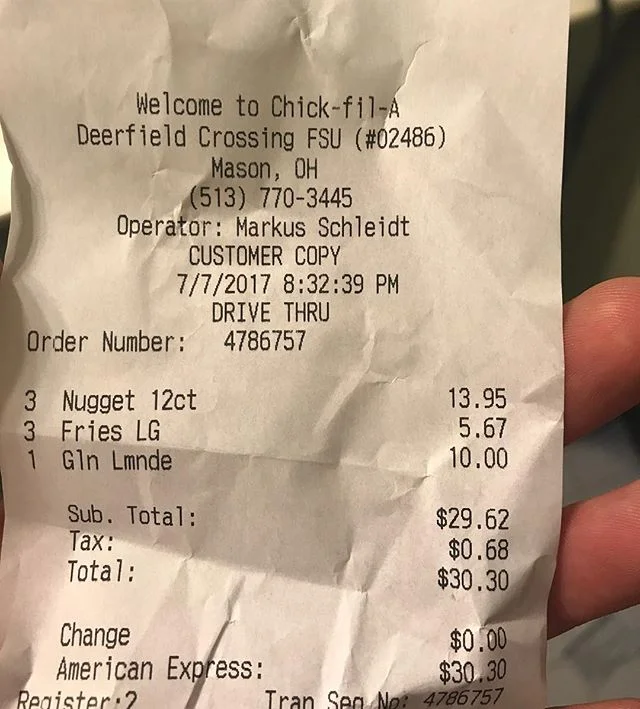 Welcome to Chick-fil-A
Deerfield Crossing FSU (#02486)
Mason, OH
(513) 770-3445
Operator: Markus Schleidt
CUSTOMER COPY
7/7/2017 8:32:39 PM
DRIVE THRU
Order Number: 4786757
3 Nugget 12ct 13.95
3 Fries LG 5.67
1 Gln Lmnde 10.00
Sub. Total: $29.62
Tax: $0.68
Total: $30.30
Change $0.00
American Express: $30.30
Register:2 Tran Seq No: 4786757